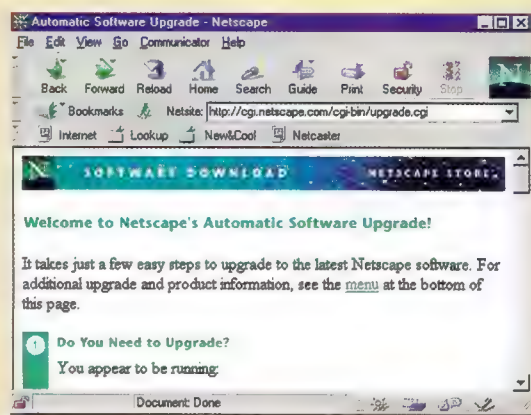 Automatic Software Upgrade - Netscape
File Edit View Go Communicator Help
Back Forward Reload Home Search Guide Print Security Stop
Bookmarks Netsite: http://cgi.netscape.com/cgi-bin/upgrade.cgi
Internet Lookup New&Cool Netcaster
N SOFTWARE DOWNLOAD NETSCAPE STORE
Welcome to Netscape's Automatic Software Upgrade!
It takes just a few easy steps to upgrade to the latest Netscape software. For
additional upgrade and product information, see the menu at the bottom of
this page.
1 Do You Need to Upgrade?
You appear to be running:
Document: Done